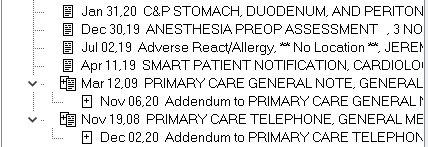 Jan 31,20 C&P STOMACH, DUODENUM, AND PERITON
Dec 30,19 ANESTHESIA PREOP ASSESSMENT , 3 NO
Jul 02,19 Adverse React/Allergy, ** No Location **, JEREM
Apr 11,19 SMART PATIENT NOTIFICATION, CARDIOLO
Mar 12,09 PRIMARY CARE GENERAL NOTE, GENERAL
Nov 06,20 Addendum to PRIMARY CARE GENERAL N
Nov 19,08 PRIMARY CARE TELEPHONE, GENERAL ME
Dec 02,20 Addendum to PRIMARY CARE TELEPHON